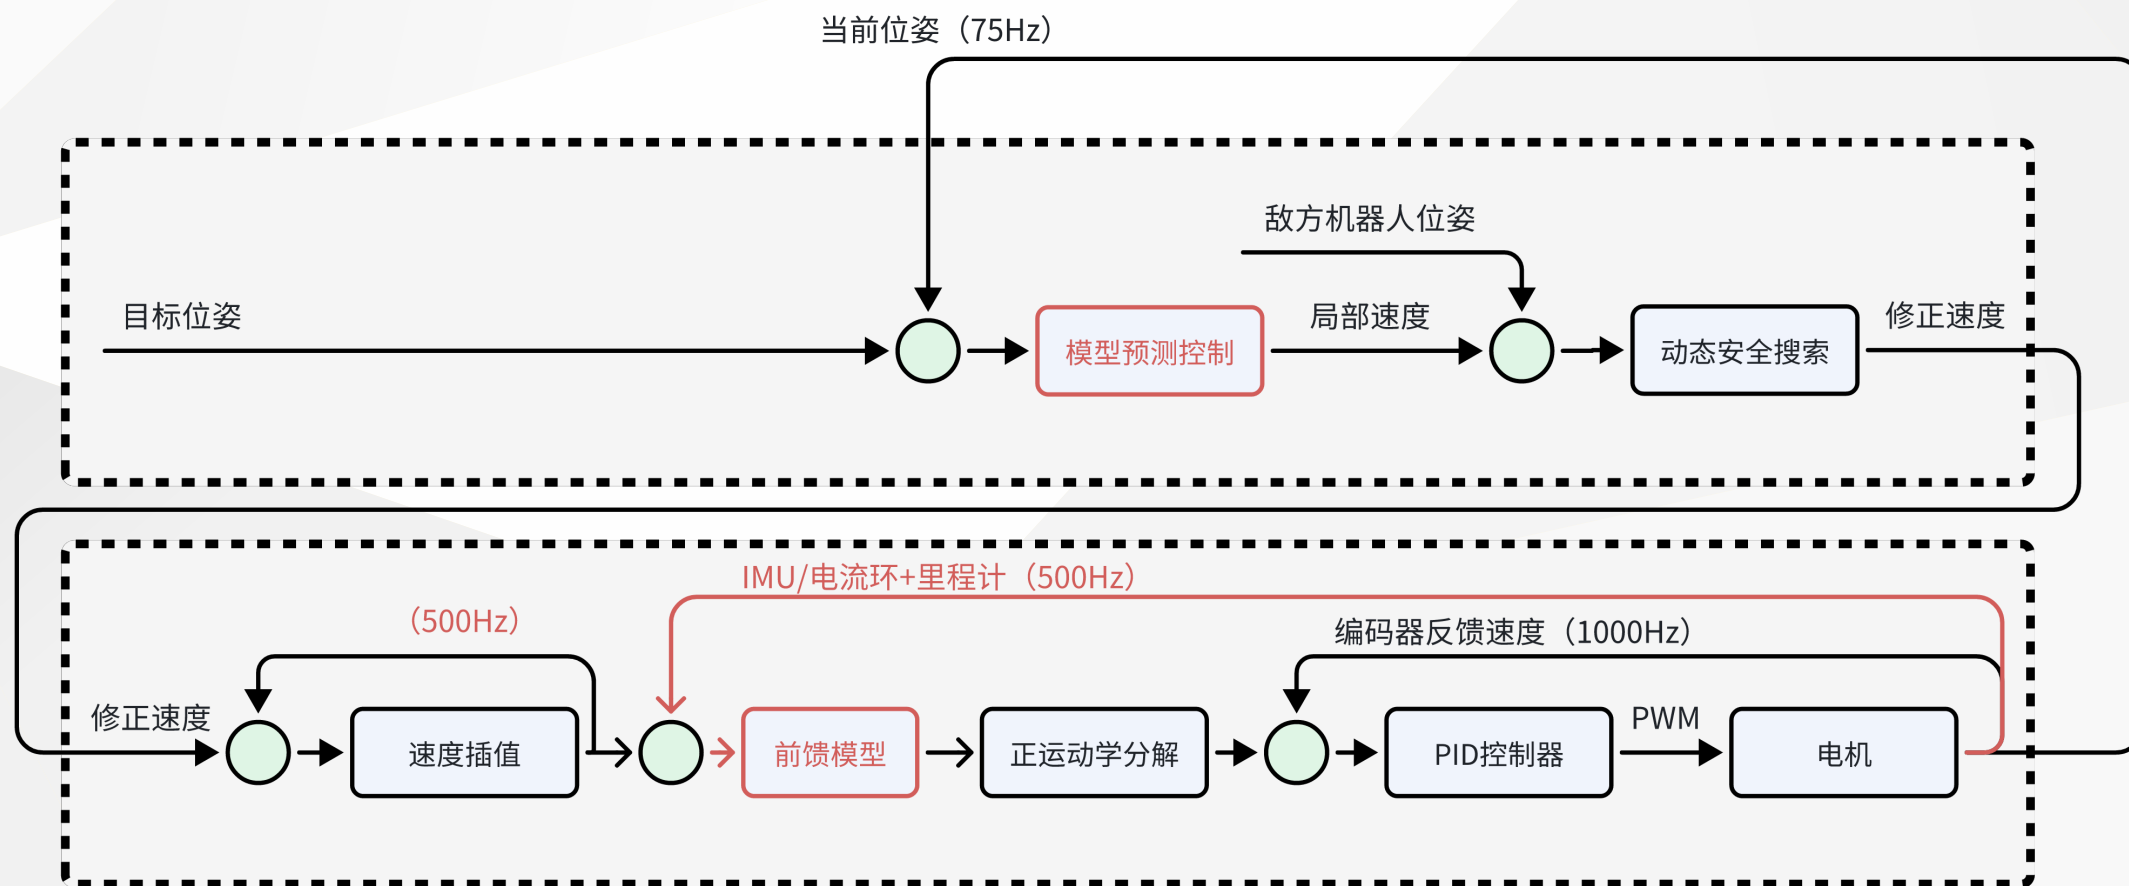 当前位姿（75Hz）
敌方机器人位姿
目标位姿
局部速度
修正速度
模型预测控制
动态安全搜索
IMU/电流环+里程计（500Hz）
（500Hz）
编码器反馈速度（1000Hz）
修正速度
PWM
速度插值
前馈模型
正运动学分解
PID控制器
电机